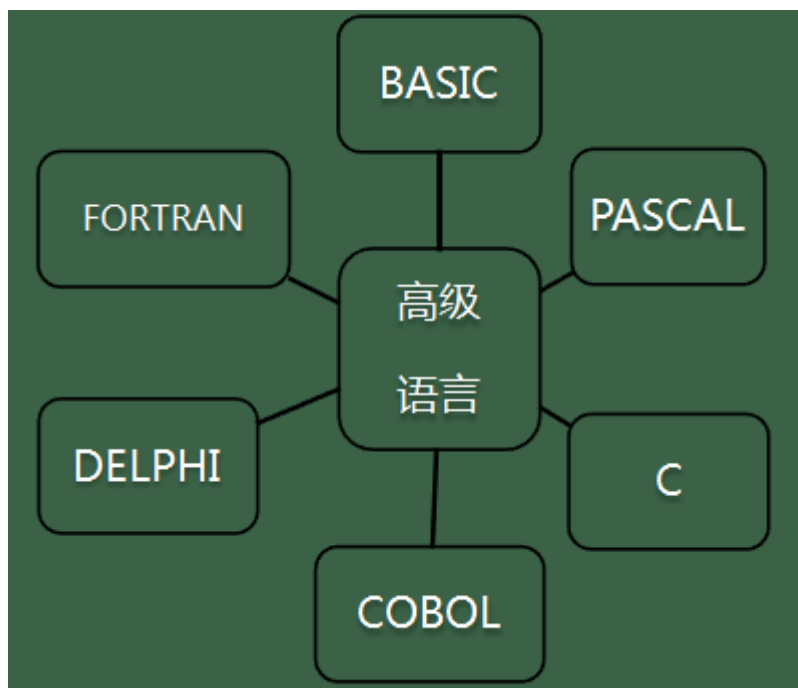 BASIC
FORTRAN
PASCAL
高级
语言
DELPHI
C
COBOL